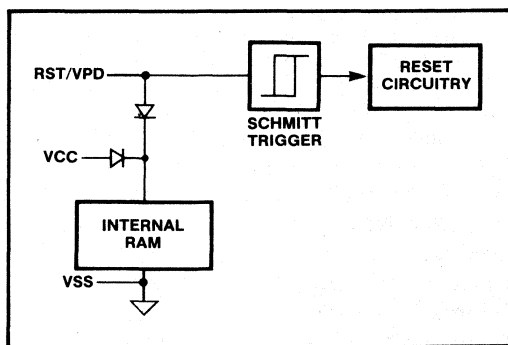 RST/VPD
SCHMITT
TRIGGER
RESET
CIRCUITRY
VCC
INTERNAL
RAM
VSS